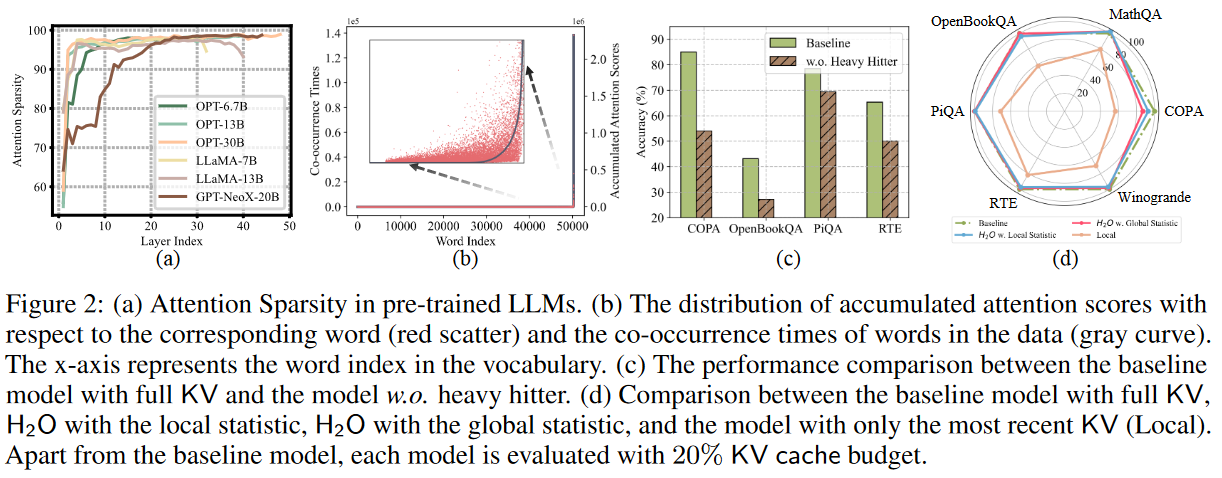 100
90
80
70
60
Attention Sparsity
OPT-6.7B
OPT-13B
OPT-30B
LLaMA-7B
LLaMA-13B
GPT-NeoX-20B
0 10 20 30 40 50
Layer Index
(a)
1e5
1e6
1.4
1.2
1.0
0.8
0.6
0.4
0.2
0.0
Co-occurrence Times
2.0
1.5
1.0
0.5
0.0
Accumulated Attention Scores
0 10000 20000 30000 40000 50000
Word Index
(b)
90
80
70
60
50
40
30
20
Accuracy (%)
Baseline
w.o. Heavy Hitter
COPA OpenBookQA PiQA RTE
(c)
OpenBookQA
MathQA
100
80
60
40
20
PiQA
COPA
RTE
Winogrande
Baseline
H₂O w. Global Statistic
H₂O w. Local Statistic
Local
(d)
Figure 2: (a) Attention Sparsity in pre-trained LLMs. (b) The distribution of accumulated attention scores with
respect to the corresponding word (red scatter) and the co-occurrence times of words in the data (gray curve).
The x-axis represents the word index in the vocabulary. (c) The performance comparison between the baseline
model with full KV and the model w.o. heavy hitter. (d) Comparison between the baseline model with full KV,
H₂O with the local statistic, H₂O with the global statistic, and the model with only the most recent KV (Local).
Apart from the baseline model, each model is evaluated with 20% KV cache budget.